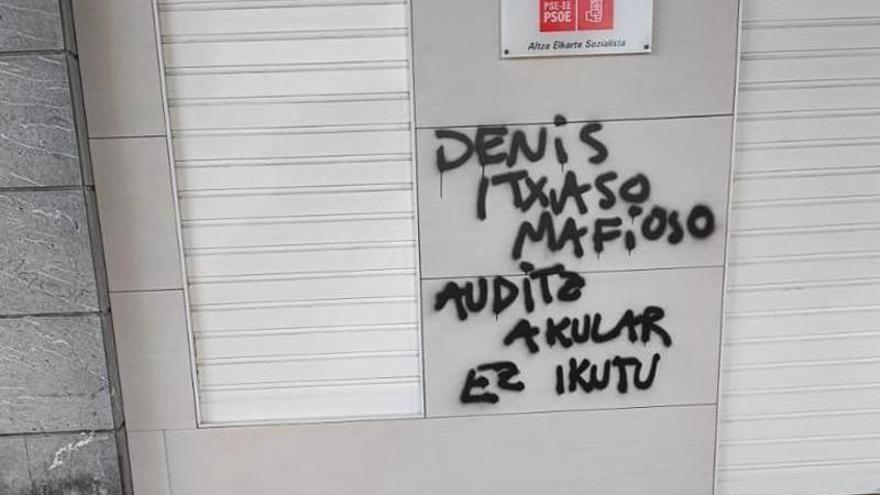 PSE-EE
PSOE
Altza Elkarte Sozialista
DENiS
ITXASO
MAFiOSO
AUDITZ
AKULAR
EZ IKUTU